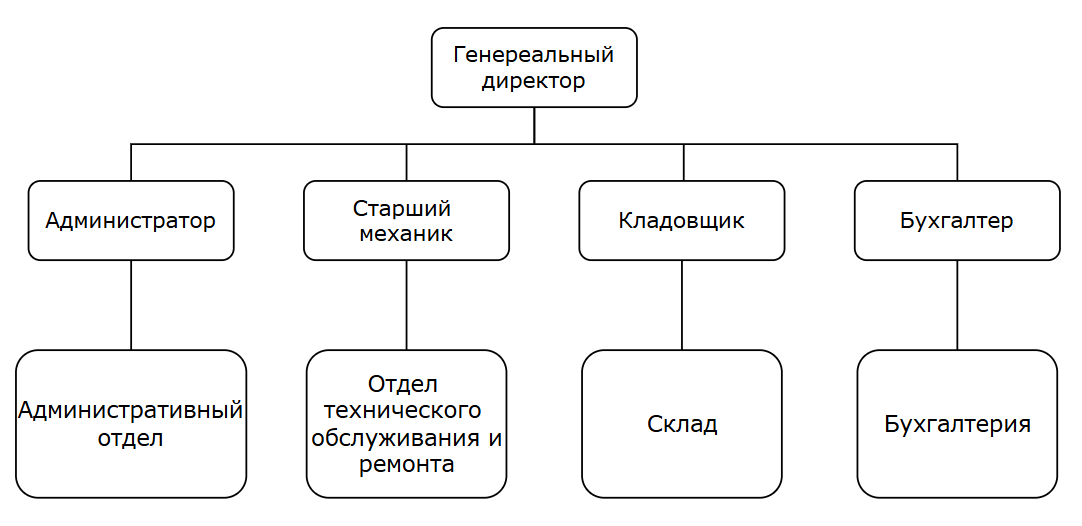 Генереальный
директор
Администратор
Старший
механик
Кладовщик
Бухгалтер
Административный
отдел
Отдел
технического
обслуживания и
ремонта
Склад
Бухгалтерия